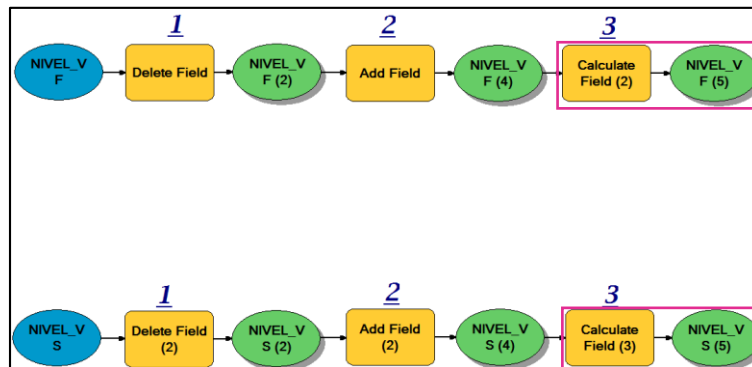 1
2
3
NIVEL_V
F
Delete Field
NIVEL_V
F (2)
Add Field
NIVEL_V
F (4)
Calculate
Field (2)
NIVEL_V
F (5)
1
2
3
NIVEL_V
S
Delete Field
(2)
NIVEL_V
S (2)
Add Field
(2)
NIVEL_V
S (4)
Calculate
Field (3)
NIVEL_V
S (5)